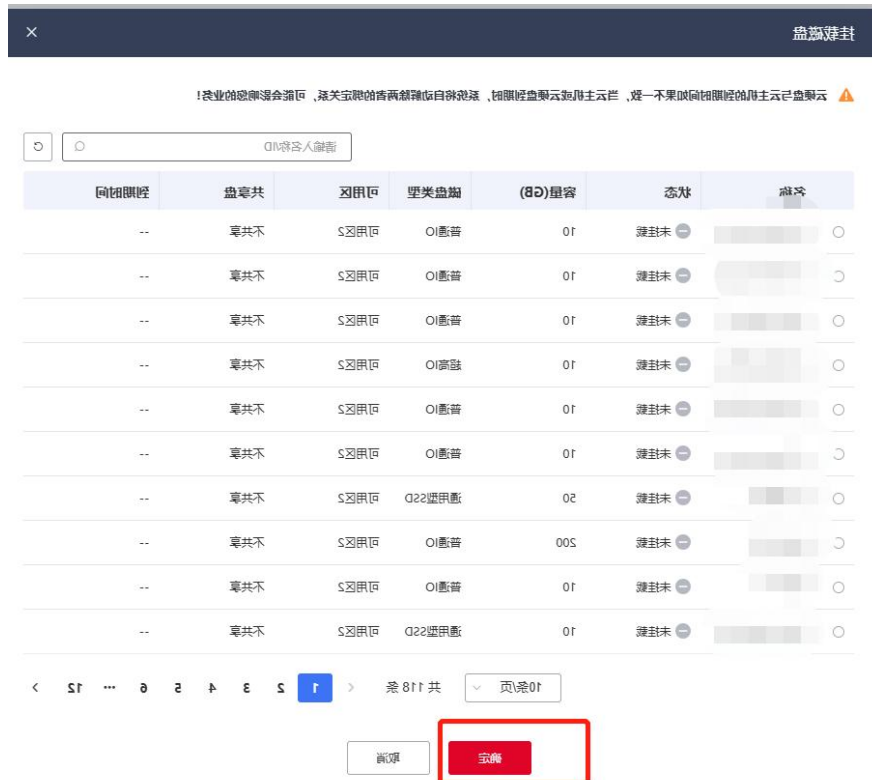 挂载磁盘
云硬盘与云主机的到期时间如果不一致，当云主机或云硬盘到期时，系统将自动解除两者的绑定关系，可能会影响您的业务！
请输入名称/ID
名称 状态 容量(GB) 磁盘类型 可用区 共享盘 到期时间
未挂载 10 普通IO 可用区2 不共享 --
未挂载 10 普通IO 可用区2 不共享 --
未挂载 10 普通IO 可用区2 不共享 --
未挂载 10 超高IO 可用区2 不共享 --
未挂载 10 普通IO 可用区2 不共享 --
未挂载 10 普通IO 可用区2 不共享 --
未挂载 50 通用型SSD 可用区2 不共享 --
未挂载 200 普通IO 可用区2 不共享 --
未挂载 10 普通IO 可用区2 不共享 --
未挂载 10 通用型SSD 可用区2 不共享 --
10条/页 共 118 条 1 2 3 4 5 6 ··· 12
确定 取消